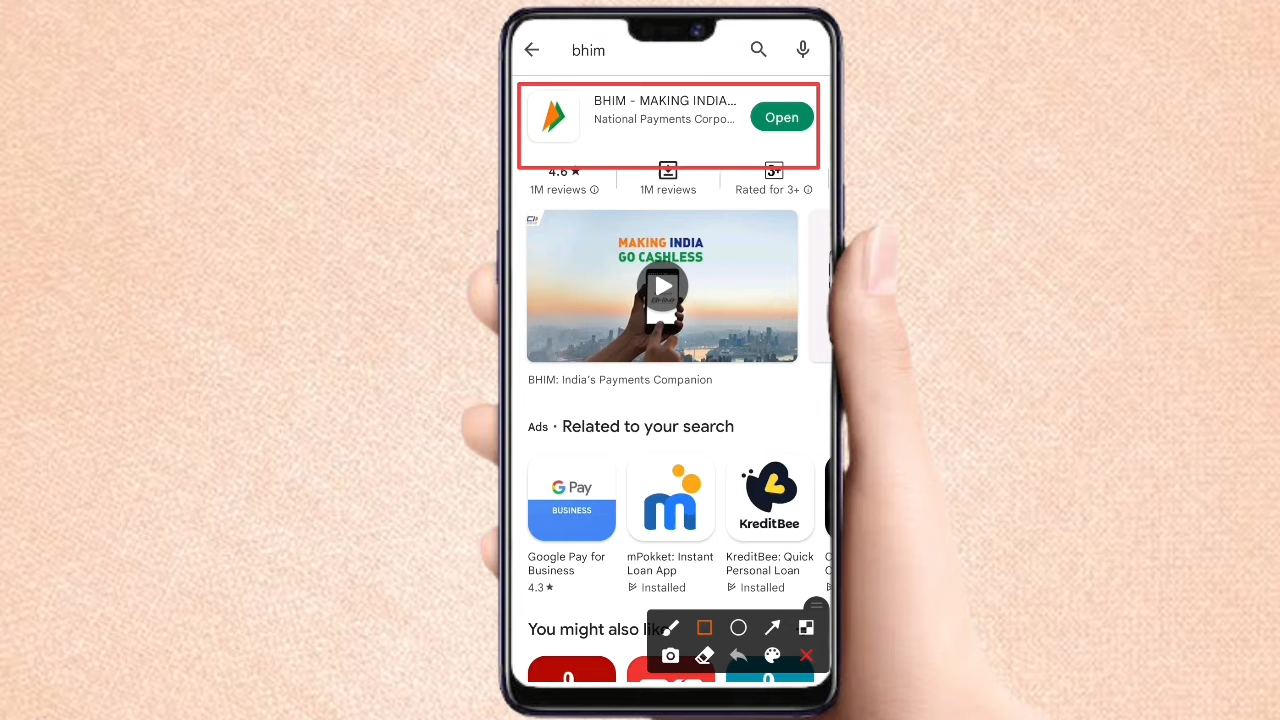 bhim
BHIM - MAKING INDIA...
National Payments Corpo...
Open
4.6★
1M reviews
1M reviews
3+
Rated for 3+
MAKING INDIA
GO CASHLESS
BHIM: India's Payments Companion
Ads • Related to your search
G Pay
BUSINESS
KreditBee
Google Pay for
Business
4.3★
mPokket: Instant
Loan App
Installed
KreditBee: Quick
Personal Loan
Installed
You might also like